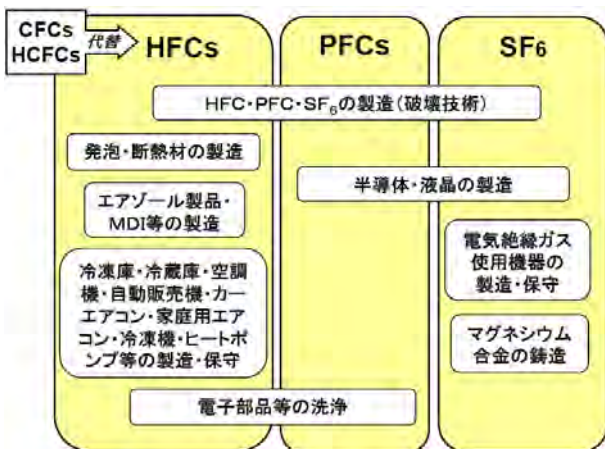 CFCs
HCFCs
代替
HFCs
PFCs
SF₆
HFC・PFC・SF₆の製造(破壊技術)
発泡・断熱材の製造
半導体・液晶の製造
エアゾール製品・
MDI等の製造
電気絶縁ガス
使用機器の
製造・保守
冷凍庫・冷蔵庫・空調
機・自動販売機・カー
エアコン・家庭用エア
コン・冷凍機・ヒートポ
ンプ等の製造・保守
マグネシウム
合金の鋳造
電子部品等の洗浄